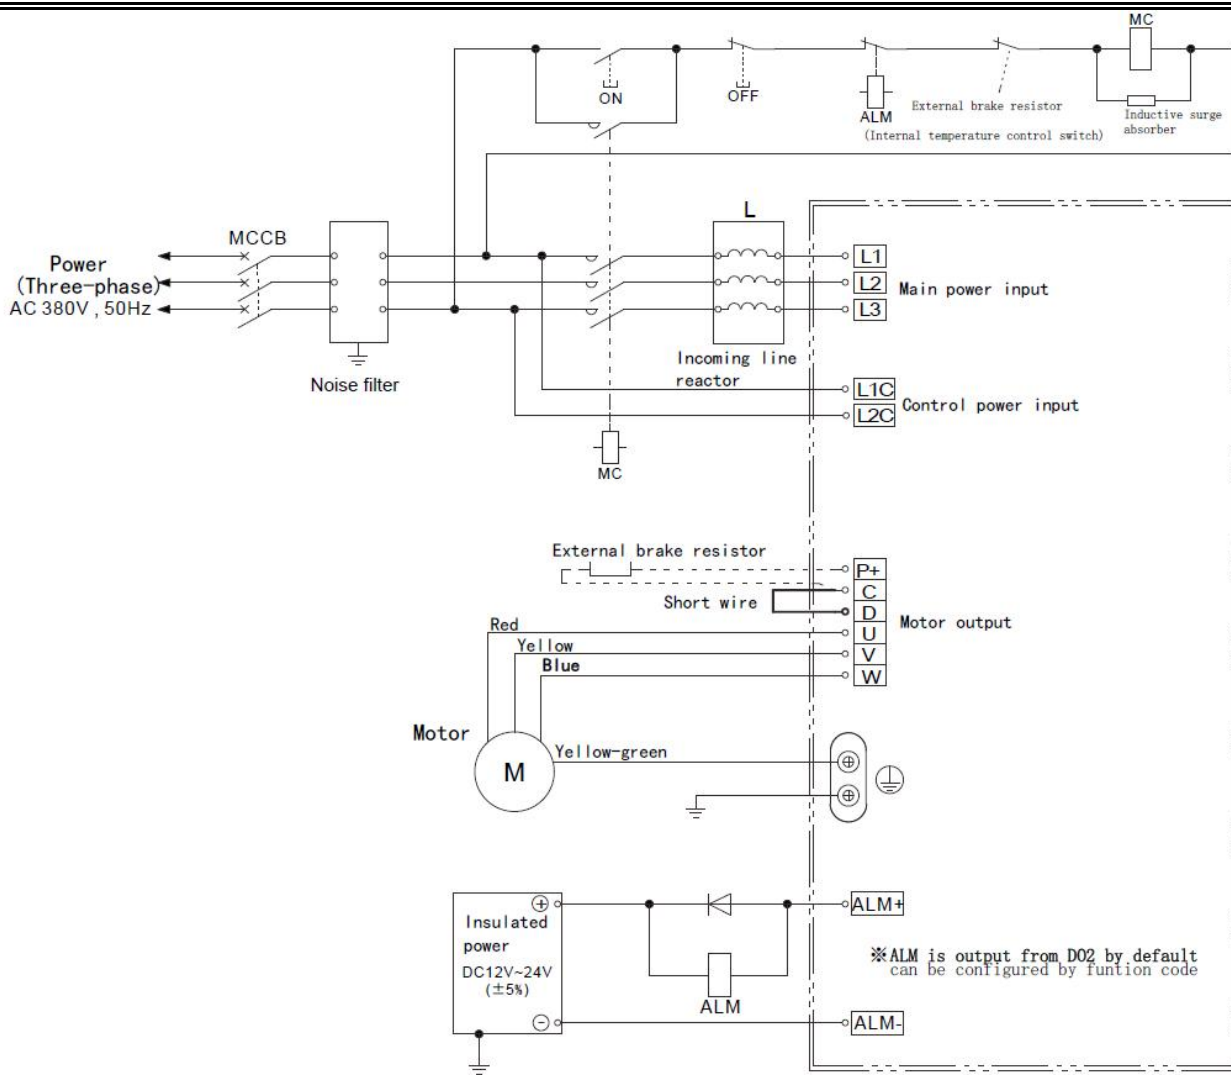 MC
ON
OFF
ALM
External brake resistor
(Internal temperature control switch)
Inductive surge
absorber
L
MCCB
Power
(Three-phase)
AC 380V , 50Hz
Noise filter
Incoming line
reactor
L1
L2
L3
Main power input
L1C
L2C
Control power input
MC
External brake resistor
Short wire
P+
C
D
U
V
W
Motor output
Red
Yellow
Blue
Motor
M
Yellow-green
Insulated
power
DC12V~24V
(±5%)
+
-
ALM
ALM+
ALM-
※ALM is output from DO2 by default
can be configured by funtion code